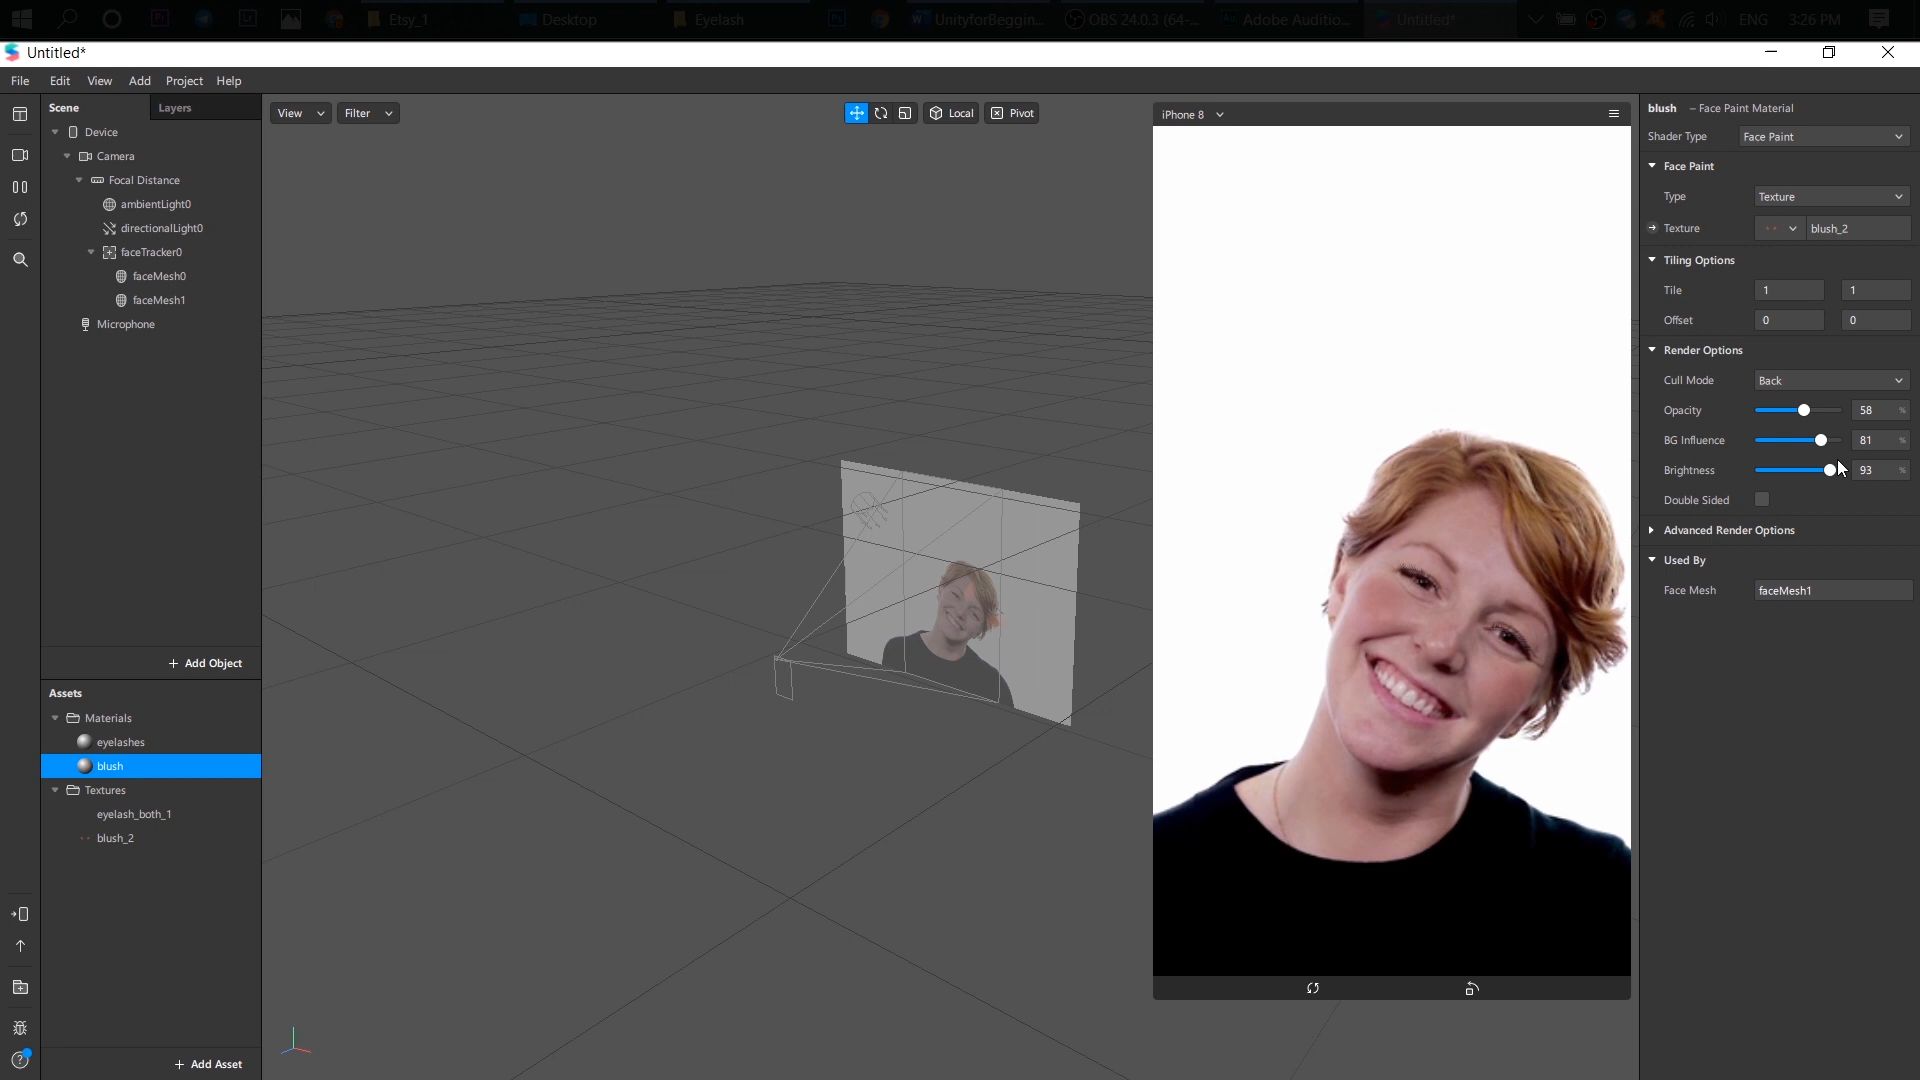 Etsy_1
Desktop
Eyelash
UnityforBeggin...
OBS 24.0.3 (64-...
Adobe Auditio...
Untitled*
ENG
3:26 PM
Untitled*
File Edit View Add Project Help
Scene Layers
Device
Camera
Focal Distance
ambientLight0
directionalLight0
faceTracker0
faceMesh0
faceMesh1
Microphone
+ Add Object
Assets
Materials
eyelashes
blush
Textures
eyelash_both_1
blush_2
+ Add Asset
View
Filter
Local
Pivot
iPhone 8
blush – Face Paint Material
Shader Type Face Paint
Face Paint
Type Texture
Texture blush_2
Tiling Options
Tile 1 1
Offset 0 0
Render Options
Cull Mode Back
Opacity 58 %
BG Influence 81 %
Brightness 93 %
Double Sided
Advanced Render Options
Used By
Face Mesh faceMesh1